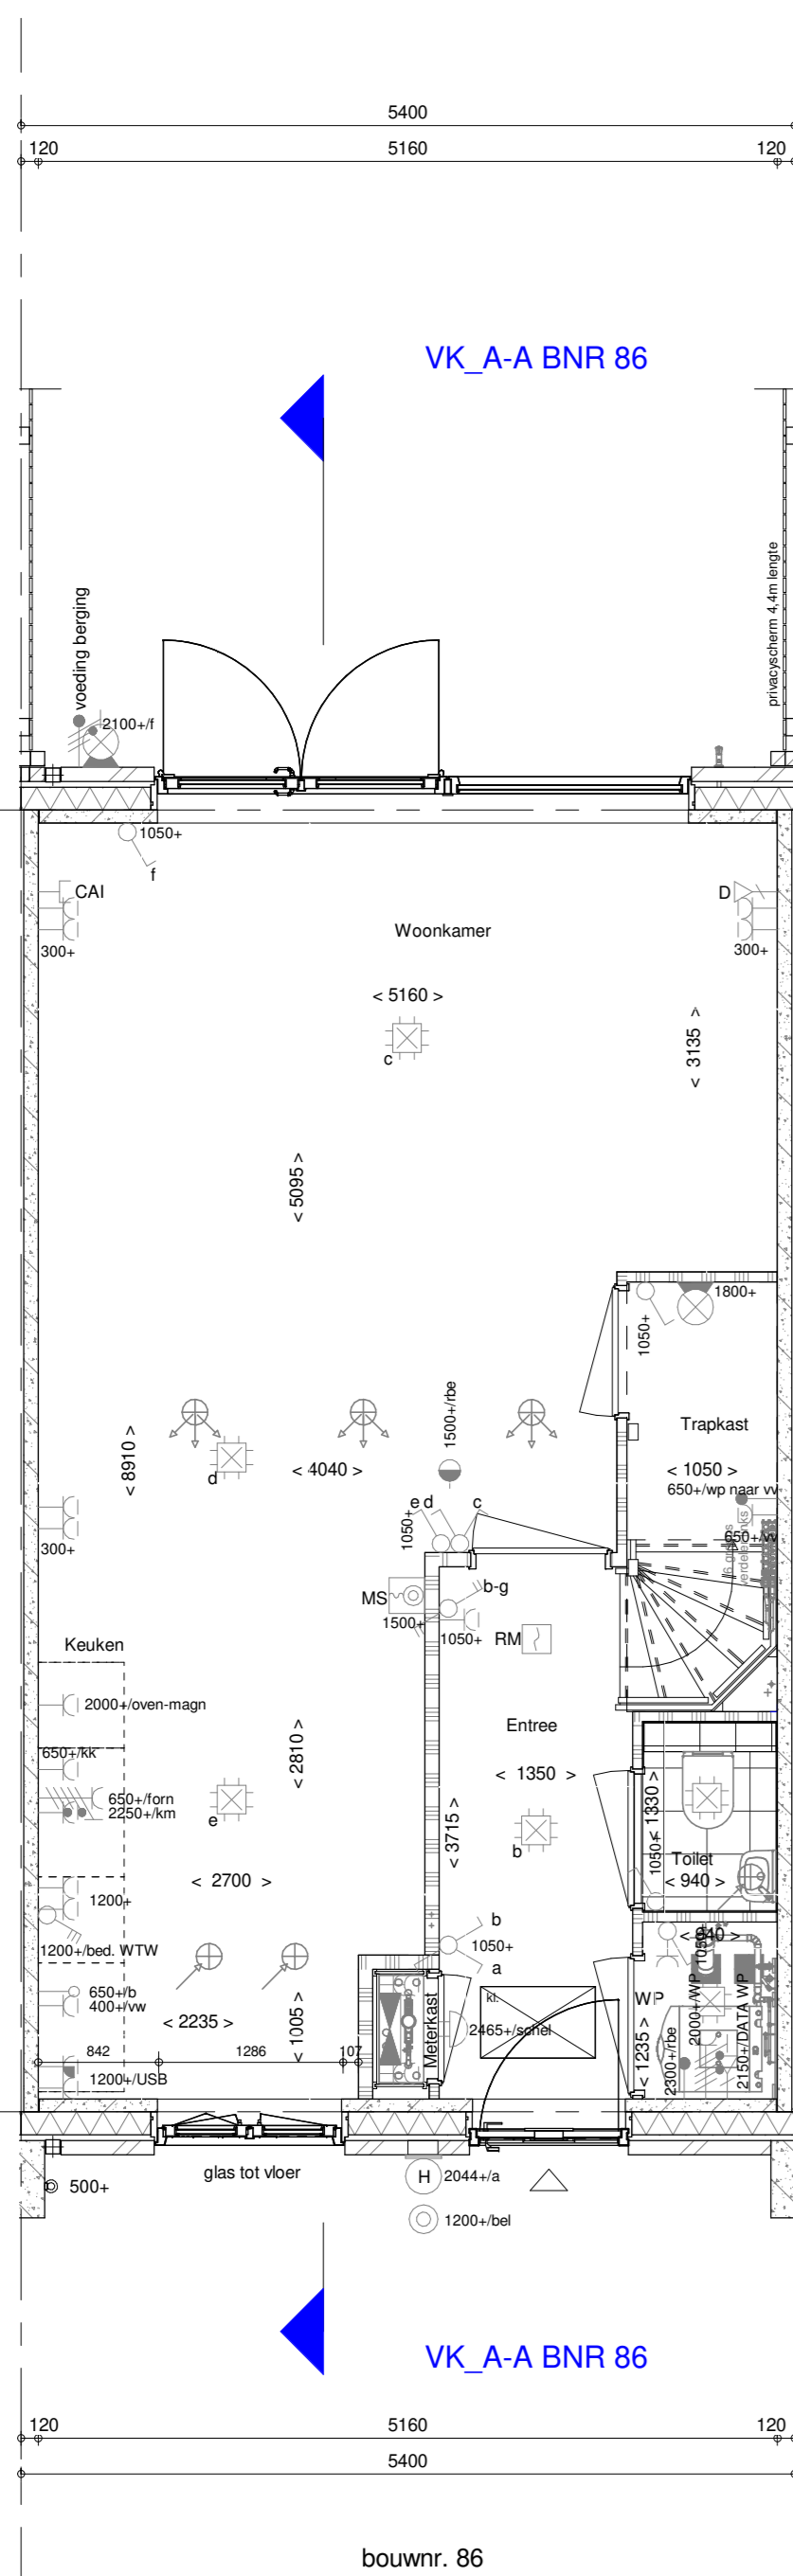 5400
120 5160 120
VK_A-A BNR 86
privacyscherm 4,4m lengte
voeding berging
2100+/f
1050+
f
CAI
D
300+
300+
Woonkamer
< 5160 >
c
< 3135 >
< 5095 >
1800+
1050+
1500+/rbe
Trapkast
< 8910 >
d
< 4040 >
< 1050 >
650+/wp naar vv
e d
c
1050+
650+/vv
300+
MS
b-g
1500+
1050+
RM
Keuken
2000+/oven-magn
Entree
650+/kk
< 2810 >
< 1350 >
650+/forn
2250+/km
e
< 3715 >
b
< 1330 >
1050+
Toilet
< 2700 >
< 940 >
1200+
b
1050+
a
< 940 >
1050+
1200+/bed. WTW
650+/b
400+/vw
kl.
WP
2000+/WP
< 2235 >
< 1005 >
Meterkast
2465+/schel
< 1235 >
2300+/rbe
2150+/DATA WP
842 1286 107
1200+/USB
glas tot vloer
H
2044+/a
500+
1200+/bel
VK_A-A BNR 86
120 5160 120
5400
bouwnr. 86